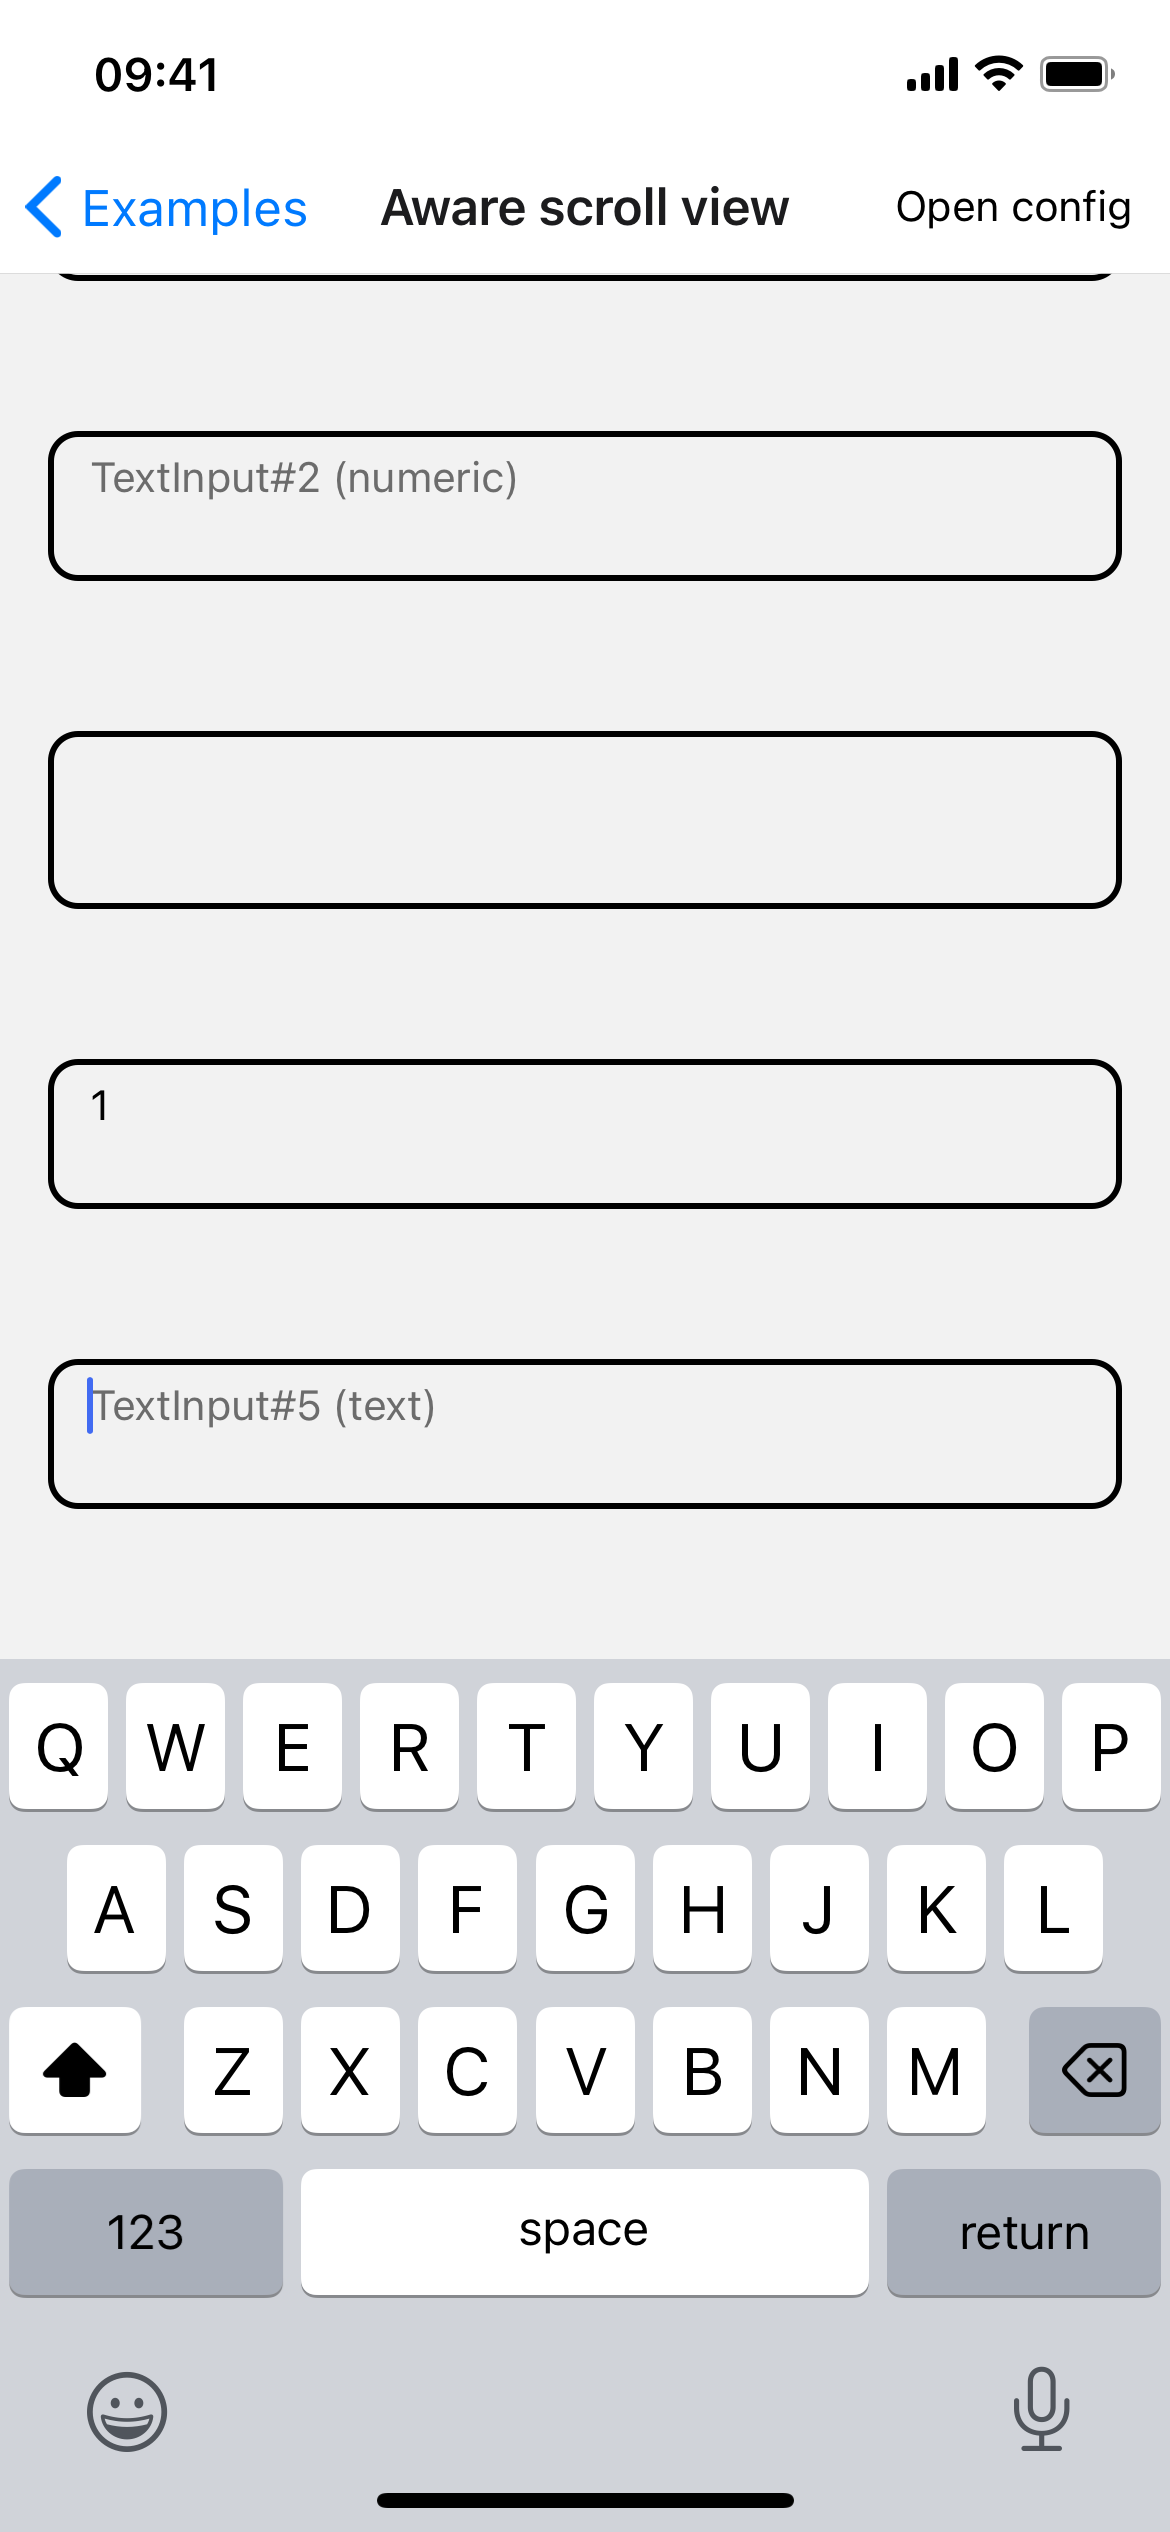 09:41
Examples Aware scroll view Open config
TextInput#2 (numeric)
1
TextInput#5 (text)
Q W E R T Y U I O P
A S D F G H J K L
Z X C V B N M
123 space return